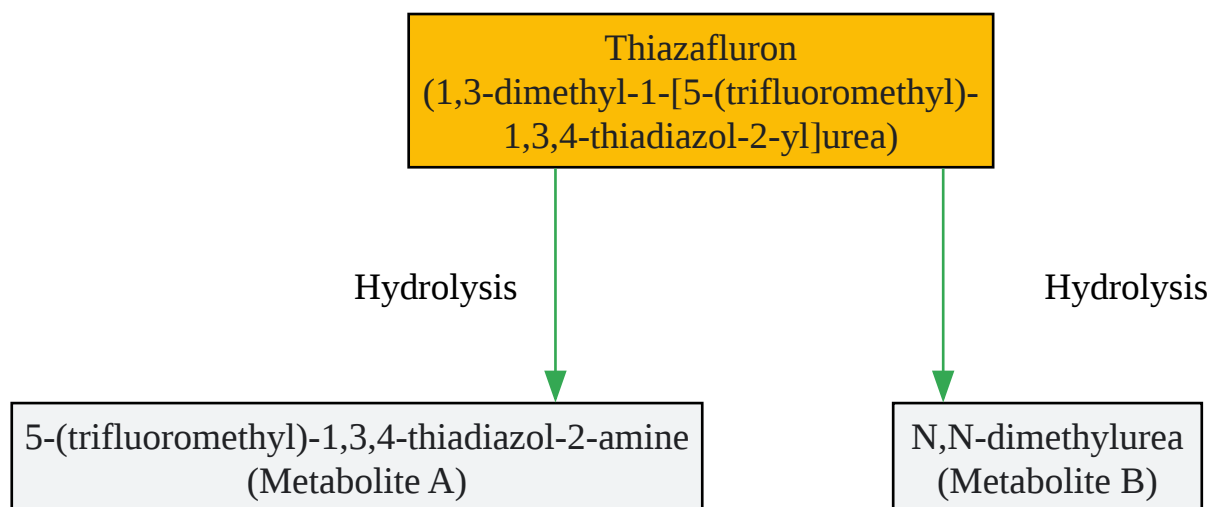 Thiazafluron
(1,3-dimethyl-1-[5-(trifluoromethyl)-
1,3,4-thiadiazol-2-yl]urea)
Hydrolysis
Hydrolysis
5-(trifluoromethyl)-1,3,4-thiadiazol-2-amine
(Metabolite A)
N,N-dimethylurea
(Metabolite B)